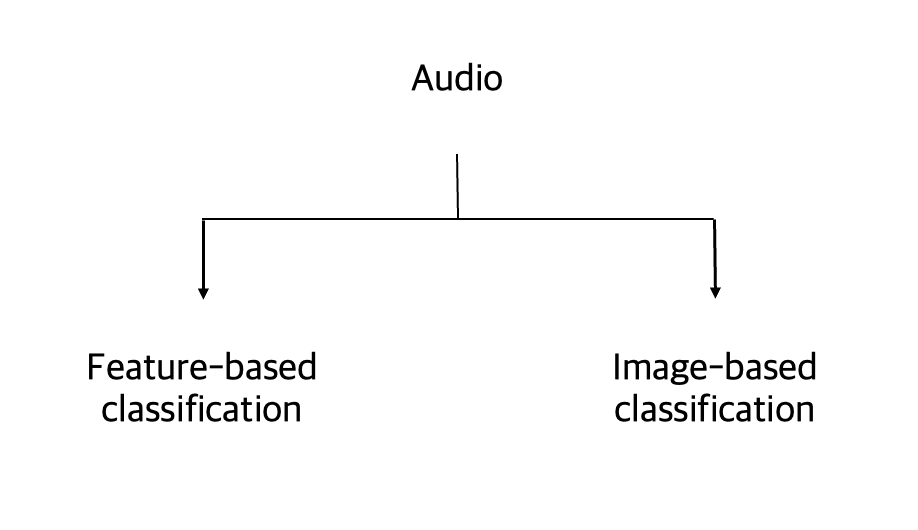 Audio
Feature-based
classification
Image-based
classification